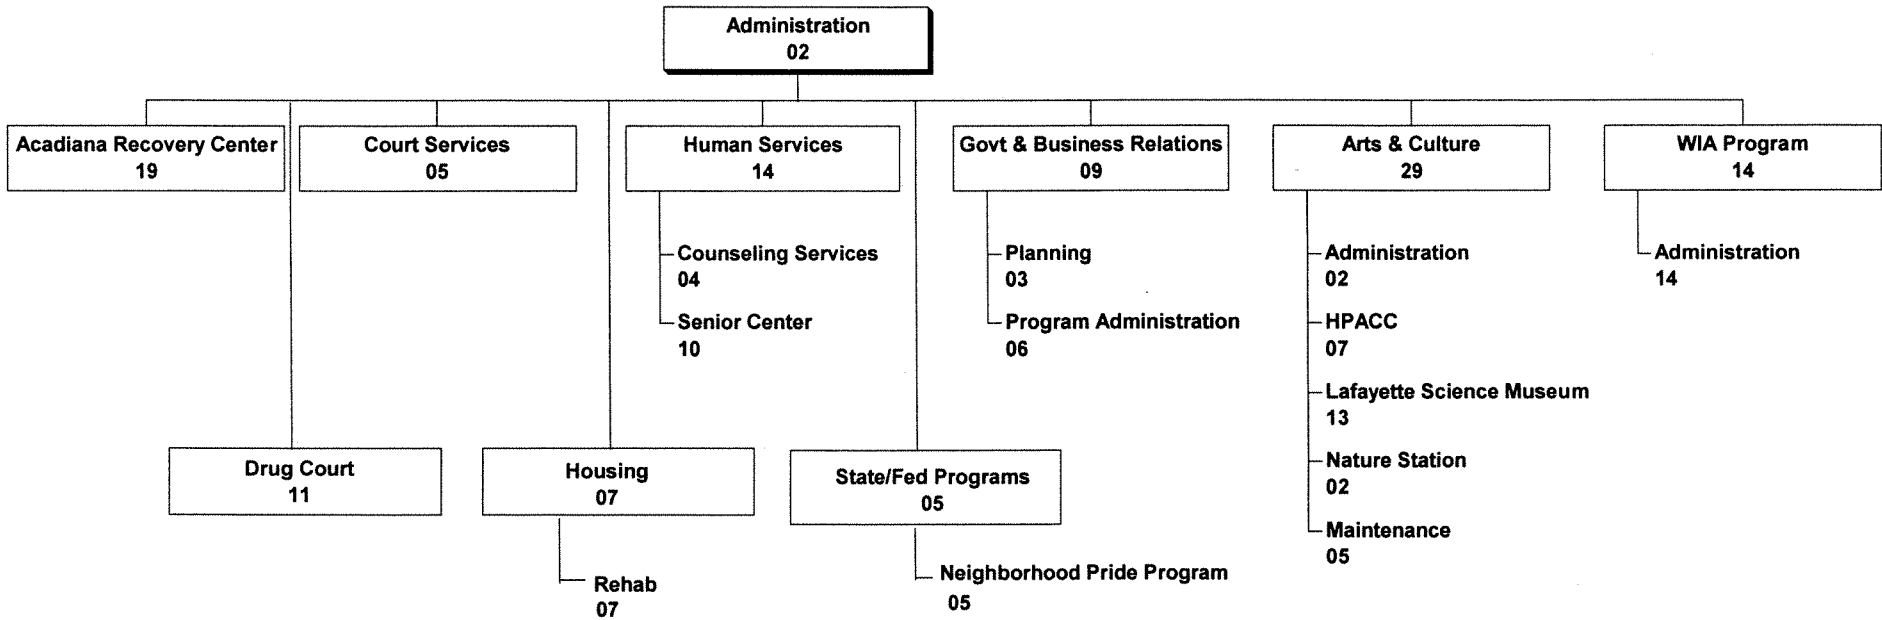 Administration
02
Acadiana Recovery Center
19
Court Services
05
Human Services
14
Govt & Business Relations
09
Arts & Culture
29
WIA Program
14
Counseling Services
04
Senior Center
10
Planning
03
Program Administration
06
Administration
02
HPACC
07
Lafayette Science Museum
13
Nature Station
02
Maintenance
05
Administration
14
Drug Court
11
Housing
07
Rehab
07
State/Fed Programs
05
Neighborhood Pride Program
05